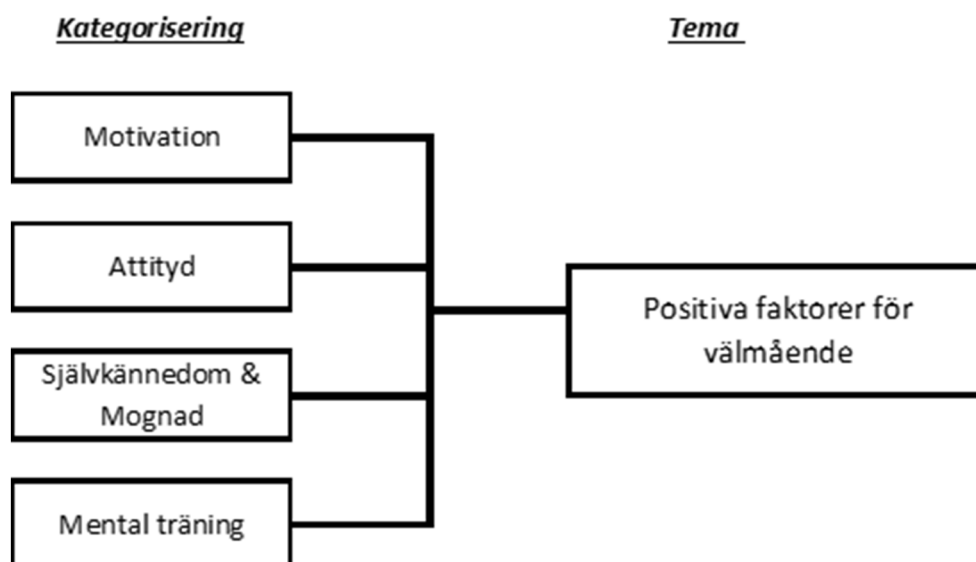 Kategorisering
Tema
Motivation
Attityd
Självkännedom &
Mognad
Mental träning
Positiva faktorer för
välmående